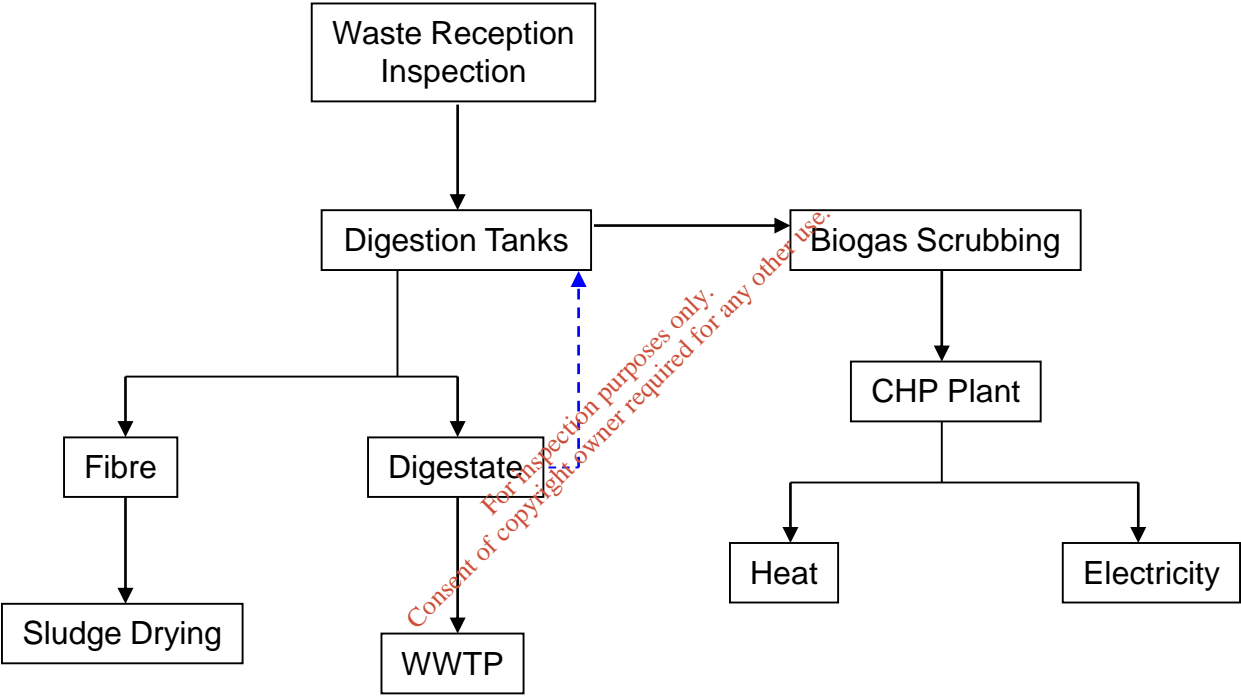 Waste Reception
Inspection
Digestion Tanks
Biogas Scrubbing
CHP Plant
Fibre
Digestate
Heat
Electricity
Sludge Drying
WWTP
For inspection purposes only.
Consent of copyright owner required for any other use.